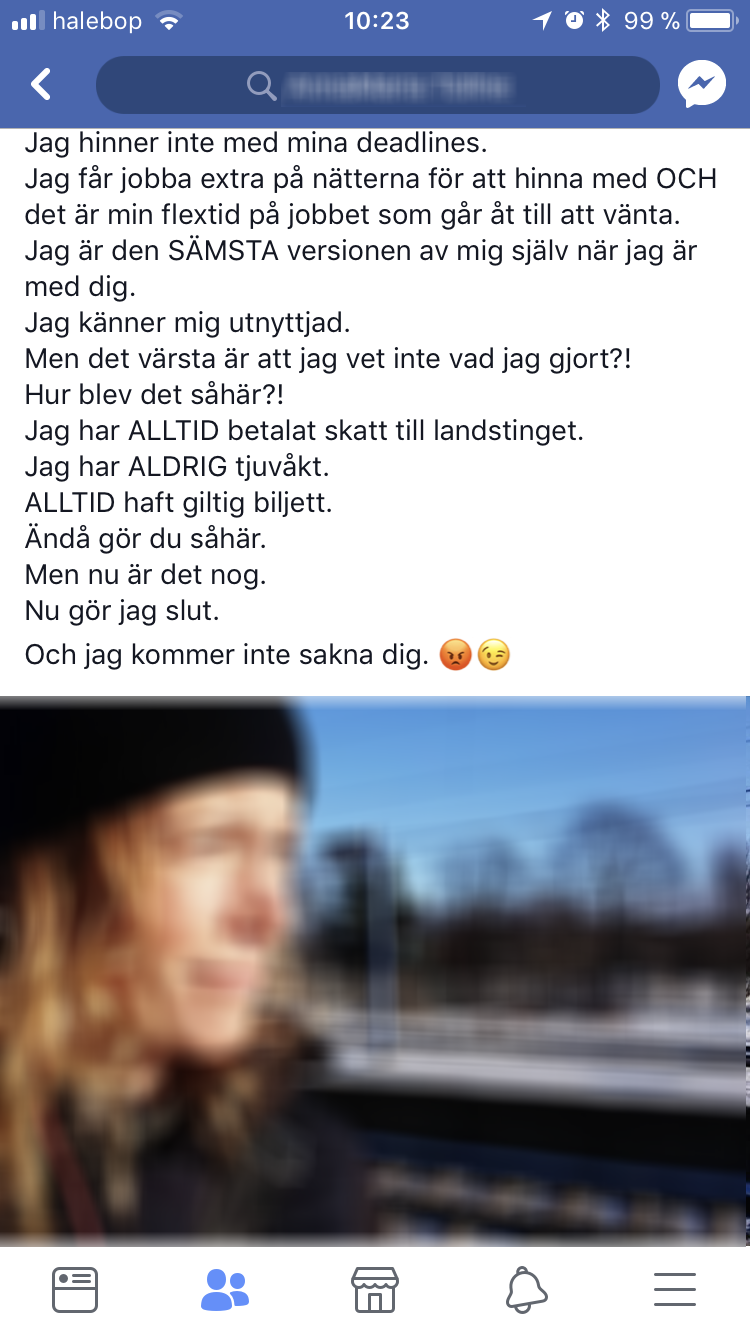 halebop 10:23 99 %
Jag hinner inte med mina deadlines.
Jag får jobba extra på nätterna för att hinna med OCH
det är min flextid på jobbet som går åt till att vänta.
Jag är den SÄMSTA versionen av mig själv när jag är
med dig.
Jag känner mig utnyttjad.
Men det värsta är att jag vet inte vad jag gjort?!
Hur blev det såhär?!
Jag har ALLTID betalat skatt till landstinget.
Jag har ALDRIG tjuvåkt.
ALLTID haft giltig biljett.
Ändå gör du såhär.
Men nu är det nog.
Nu gör jag slut.
Och jag kommer inte sakna dig. 😡😉